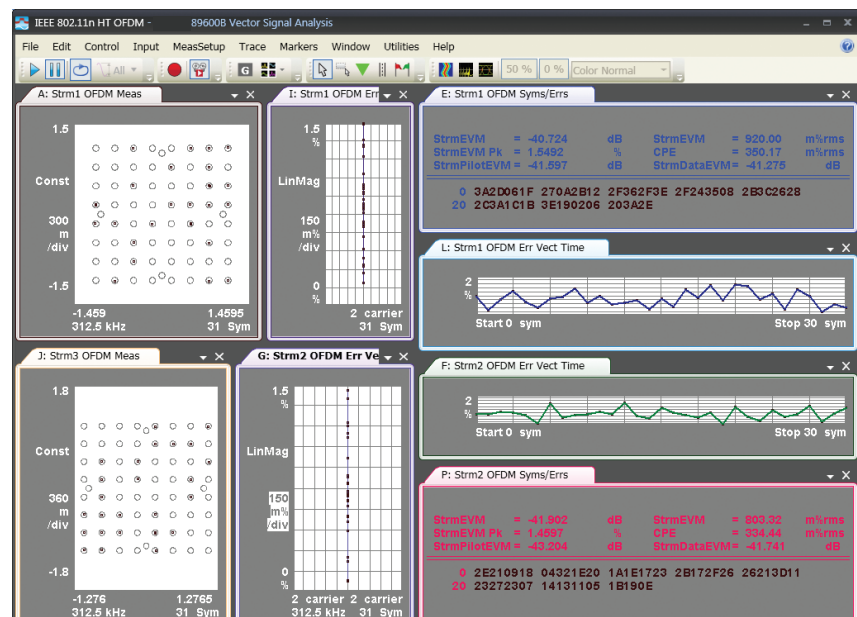 IEEE 802.11n HT OFDM - 89600B Vector Signal Analysis
File Edit Control Input MeasSetup Trace Markers Window Utilities Help
All G 50 % 0 % Color Normal
A: Strm1 OFDM Meas
1.5
Const
300
m
/div
-1.5
-1.459 1.4595
312.5 kHz 31 Sym
I: Strm1 OFDM Err
1.5
%
LinMag
150
m%
/div
0
%
2 carrier
31 Sym
E: Strm1 OFDM Syms/Errs
StrmEVM = -40.724 dB StrmEVM = 920.00 m%rms
StrmEVM Pk = 1.5492 % CPE = 350.17 m%rms
StrmPilotEVM = -41.597 dB StrmDataEVM = -41.275 dB
0 3A2D061F 270A2B12 2F362F3E 2F243508 2B3C2628
20 2C3A1C1B 3E190206 203A2E
L: Strm1 OFDM Err Vect Time
2
%
Start 0 sym Stop 30 sym
J: Strm3 OFDM Meas
1.8
Const
360
m
/div
-1.8
-1.276 1.2765
312.5 kHz 31 Sym
G: Strm2 OFDM Err Ve
1.5
%
LinMag
150
m%
/div
0
%
2 carrier 2 carrier
312.5 kHz 31 Sym
F: Strm2 OFDM Err Vect Time
2
%
Start 0 sym Stop 30 sym
P: Strm2 OFDM Syms/Errs
StrmEVM = -41.902 dB StrmEVM = 803.32 m%rms
StrmEVM Pk = 1.4597 % CPE = 334.44 m%rms
StrmPilotEVM = -43.204 dB StrmDataEVM = -41.741 dB
0 2E210918 04321E20 1A1E1723 2B172F26 26213D11
20 23272307 14131105 1B190E